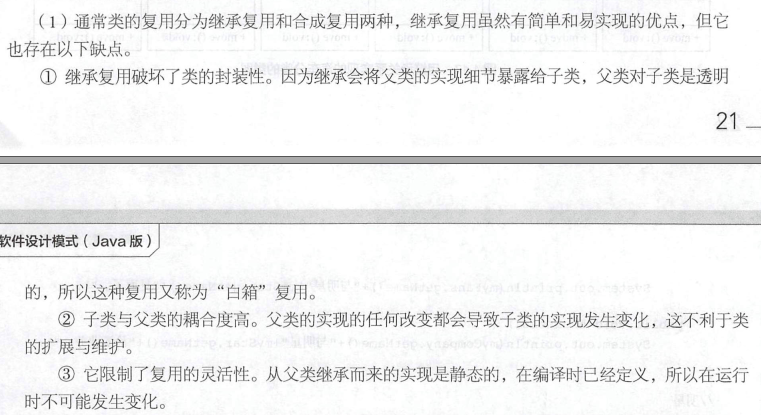 （1）通常类的复用分为继承复用和合成复用两种，继承复用虽然有简单和易实现的优点，但它
也存在以下缺点。
① 继承复用破坏了类的封装性。因为继承会将父类的实现细节暴露给子类，父类对子类是透明
21
软件设计模式（Java 版）
的，所以这种复用又称为“白箱”复用。
② 子类与父类的耦合度高。父类的实现的任何改变都会导致子类的实现发生变化，这不利于类
的扩展与维护。
③ 它限制了复用的灵活性。从父类继承而来的实现是静态的，在编译时已经定义，所以在运行
时不可能发生变化。